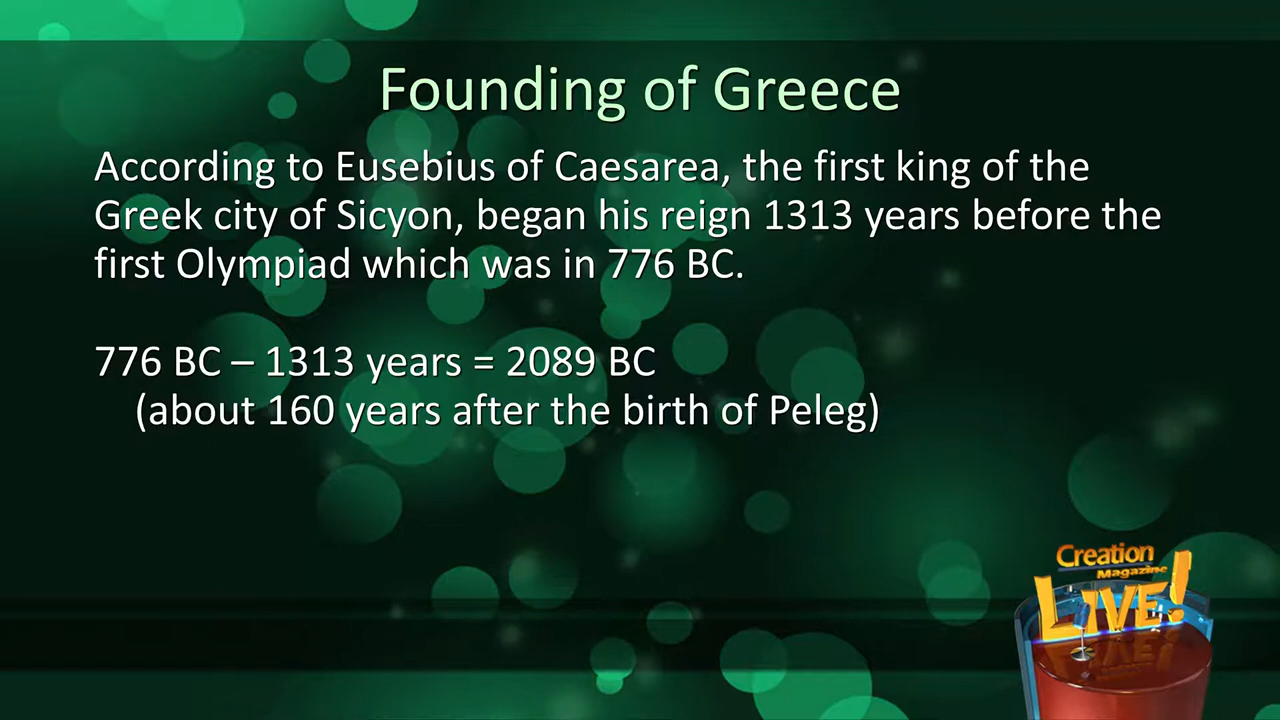 Founding of Greece
According to Eusebius of Caesarea, the first king of the
Greek city of Sicyon, began his reign 1313 years before the
first Olympiad which was in 776 BC.
776 BC – 1313 years = 2089 BC
(about 160 years after the birth of Peleg)
Creation
Magazine
LIVE!